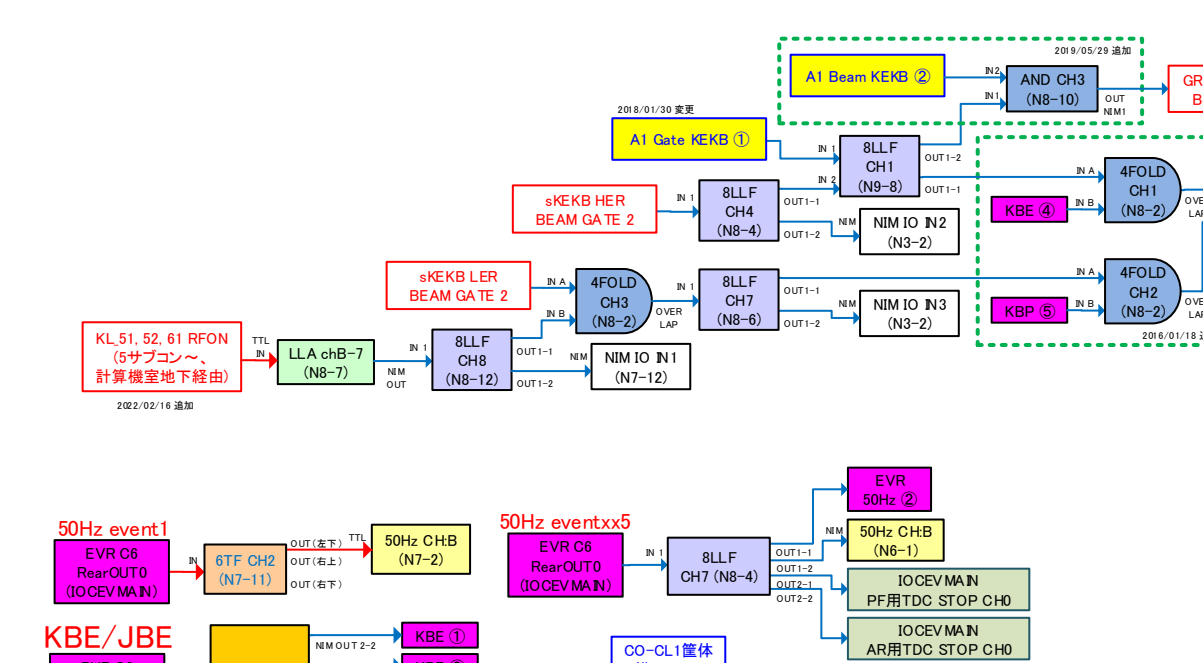 2019/05/29 追加
A1 Beam KEKB ②
IN2
AND CH3
(N8-10)
IN1
OUT
NIM1
GR
B
2018/01/30 変更
A1 Gate KEKB ①
IN 1
8LLF
CH1
(N9-8)
OUT1-2
IN 2
OUT1-1
sKEKB HER
BEAM GATE 2
IN 1
8LLF
CH4
(N8-4)
OUT1-1
OUT1-2
NIM
NIM IO IN2
(N3-2)
IN A
4FOLD
CH1
(N8-2)
KBE ④
IN B
OVE
LAP
sKEKB LER
BEAM GATE 2
IN A
4FOLD
CH3
(N8-2)
IN B
OVER
LAP
IN 1
8LLF
CH7
(N8-6)
OUT1-1
OUT1-2
NIM
NIM IO IN3
(N3-2)
IN A
4FOLD
CH2
(N8-2)
KBP ⑤
IN B
OVE
LAP
2016/01/18
KL_51, 52, 61 RFON
(5サブコン～、
計算機室地下経由)
TTL
IN
LLA chB-7
(N8-7)
NIM
OUT
IN 1
8LLF
CH8
(N8-12)
OUT1-1
OUT1-2
NIM
NIM IO IN1
(N7-12)
2022/02/16 追加
50Hz event1
EVR C6
RearOUT0
(IOCEVMAIN)
IN
6TF CH2
(N7-11)
OUT(左下)
TTL
OUT(右上)
OUT(右下)
50Hz CH:B
(N7-2)
50Hz eventxx5
EVR C6
RearOUT0
(IOCEVMAIN)
IN 1
8LLF
CH7 (N8-4)
OUT1-1
OUT1-2
OUT2-1
OUT2-2
EVR
50Hz ②
NIM
50Hz CH:B
(N6-1)
IOCEVMAIN
PF用TDC STOP CH0
IOCEVMAIN
AR用TDC STOP CH0
KBE/JBE
NIMOUT 2-2
KBE ①
CO-CL1筐体